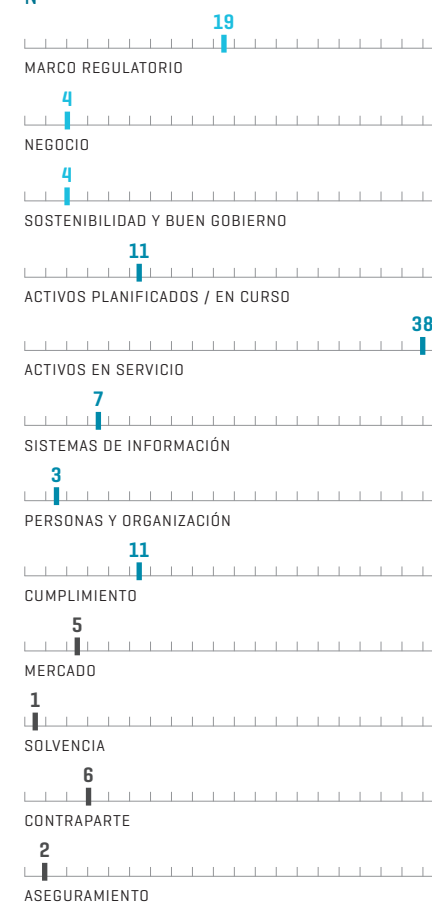 19
MARCO REGULATORIO
4
NEGOCIO
4
SOSTENIBILIDAD Y BUEN GOBIERNO
11
ACTIVOS PLANIFICADOS / EN CURSO
38
ACTIVOS EN SERVICIO
7
SISTEMAS DE INFORMACIÓN
3
PERSONAS Y ORGANIZACIÓN
11
CUMPLIMIENTO
5
MERCADO
1
SOLVENCIA
6
CONTRAPARTE
2
ASEGURAMIENTO